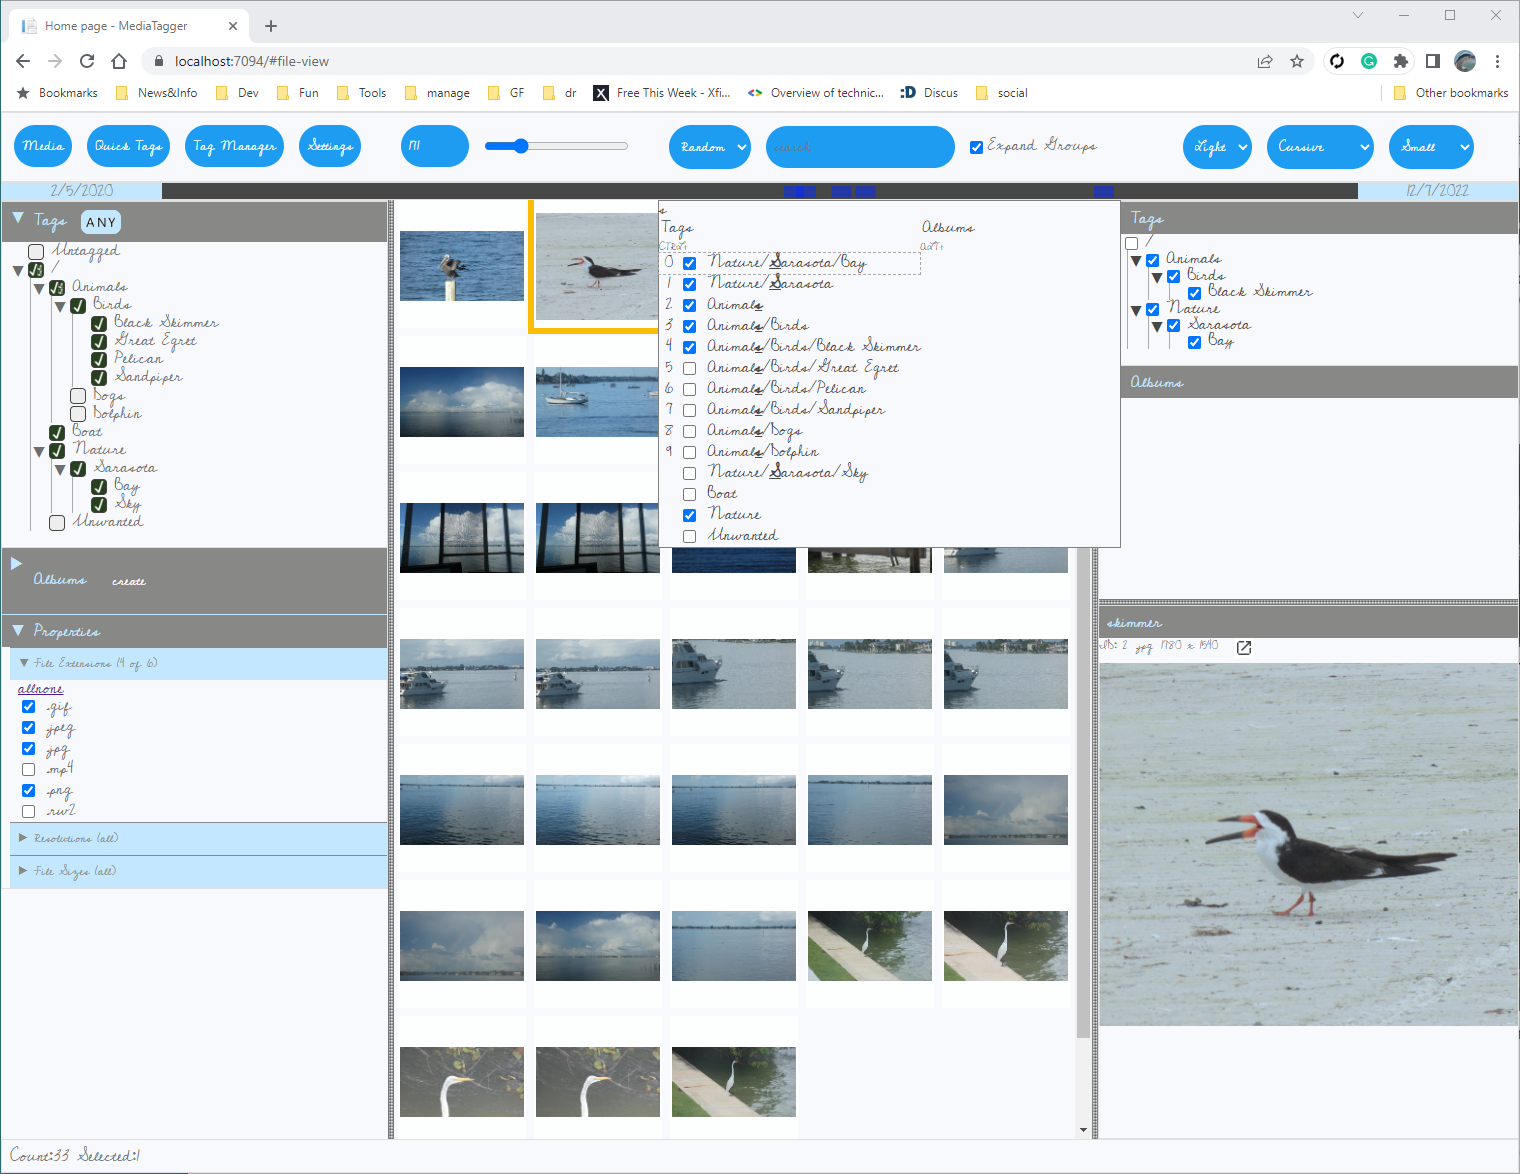 Home page - MediaTagger
localhost:7094/#file-view
Bookmarks News&Info Dev Fun Tools manage GF dr Free This Week - Xfi... Overview of technic... Discus social Other bookmarks
Media Quick Tags Tag Manager Settings 171 Random search Expand Groups Light Cursive Small
2/5/2020 12/7/2022
Tags ANY
Untagged
/
Animals
Birds
Black Skimmer
Great Egret
Pelican
Sandpiper
Dogs
Dolphin
Boat
Nature
Sarasota
Bay
Sky
Unwanted
Albums create
Properties
File Extensions (4 of 6)
allnone
.gif
.jpeg
.jpg
.mp4
.png
.rw2
Resolutions (all)
File Sizes (all)
s
Tags Albums
CTRL+ ALT+
0 Nature/Sarasota/Bay
1 Nature/Sarasota
2 Animals
3 Animals/Birds
4 Animals/Birds/Black Skimmer
5 Animals/Birds/Great Egret
6 Animals/Birds/Pelican
7 Animals/Birds/Sandpiper
8 Animals/Dogs
9 Animals/Dolphin
Nature/Sarasota/Sky
Boat
Nature
Unwanted
Tags
/
Animals
Birds
Black Skimmer
Nature
Sarasota
Bay
Albums
skimmer
2 jpg 1780 x 1540
Count:33 Selected:1